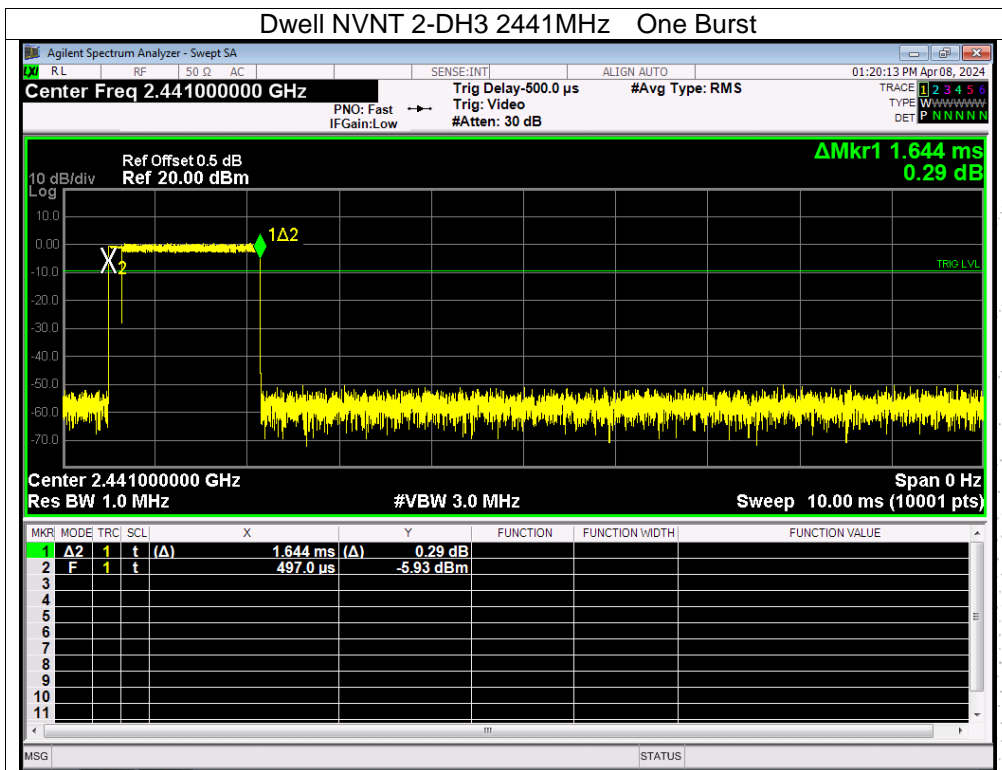 Dwell NVNT 2-DH3 2441MHz One Burst
Agilent Spectrum Analyzer - Swept SA
LXI RL RF 50 Ω AC SENSE:INT ALIGN AUTO 01:20:13 PM Apr 08, 2024
Center Freq 2.441000000 GHz
PNO: Fast
IFGain:Low
Trig Delay-500.0 µs
Trig: Video
#Atten: 30 dB
#Avg Type: RMS
TRACE 1 2 3 4 5 6
TYPE W
DET P N N N N N
ΔMkr1 1.644 ms
0.29 dB
Ref Offset 0.5 dB
10 dB/div Ref 20.00 dBm
Log
10.0
0.00
-10.0
-20.0
-30.0
-40.0
-50.0
-60.0
-70.0
1Δ2
2
TRIG LVL
Center 2.441000000 GHz Span 0 Hz
Res BW 1.0 MHz #VBW 3.0 MHz Sweep 10.00 ms (10001 pts)
MKR MODE TRC SCL X Y FUNCTION FUNCTION WIDTH FUNCTION VALUE
1 Δ2 1 t (Δ) 1.644 ms (Δ) 0.29 dB
2 F 1 t 497.0 µs -5.93 dBm
3
4
5
6
7
8
9
10
11
MSG STATUS